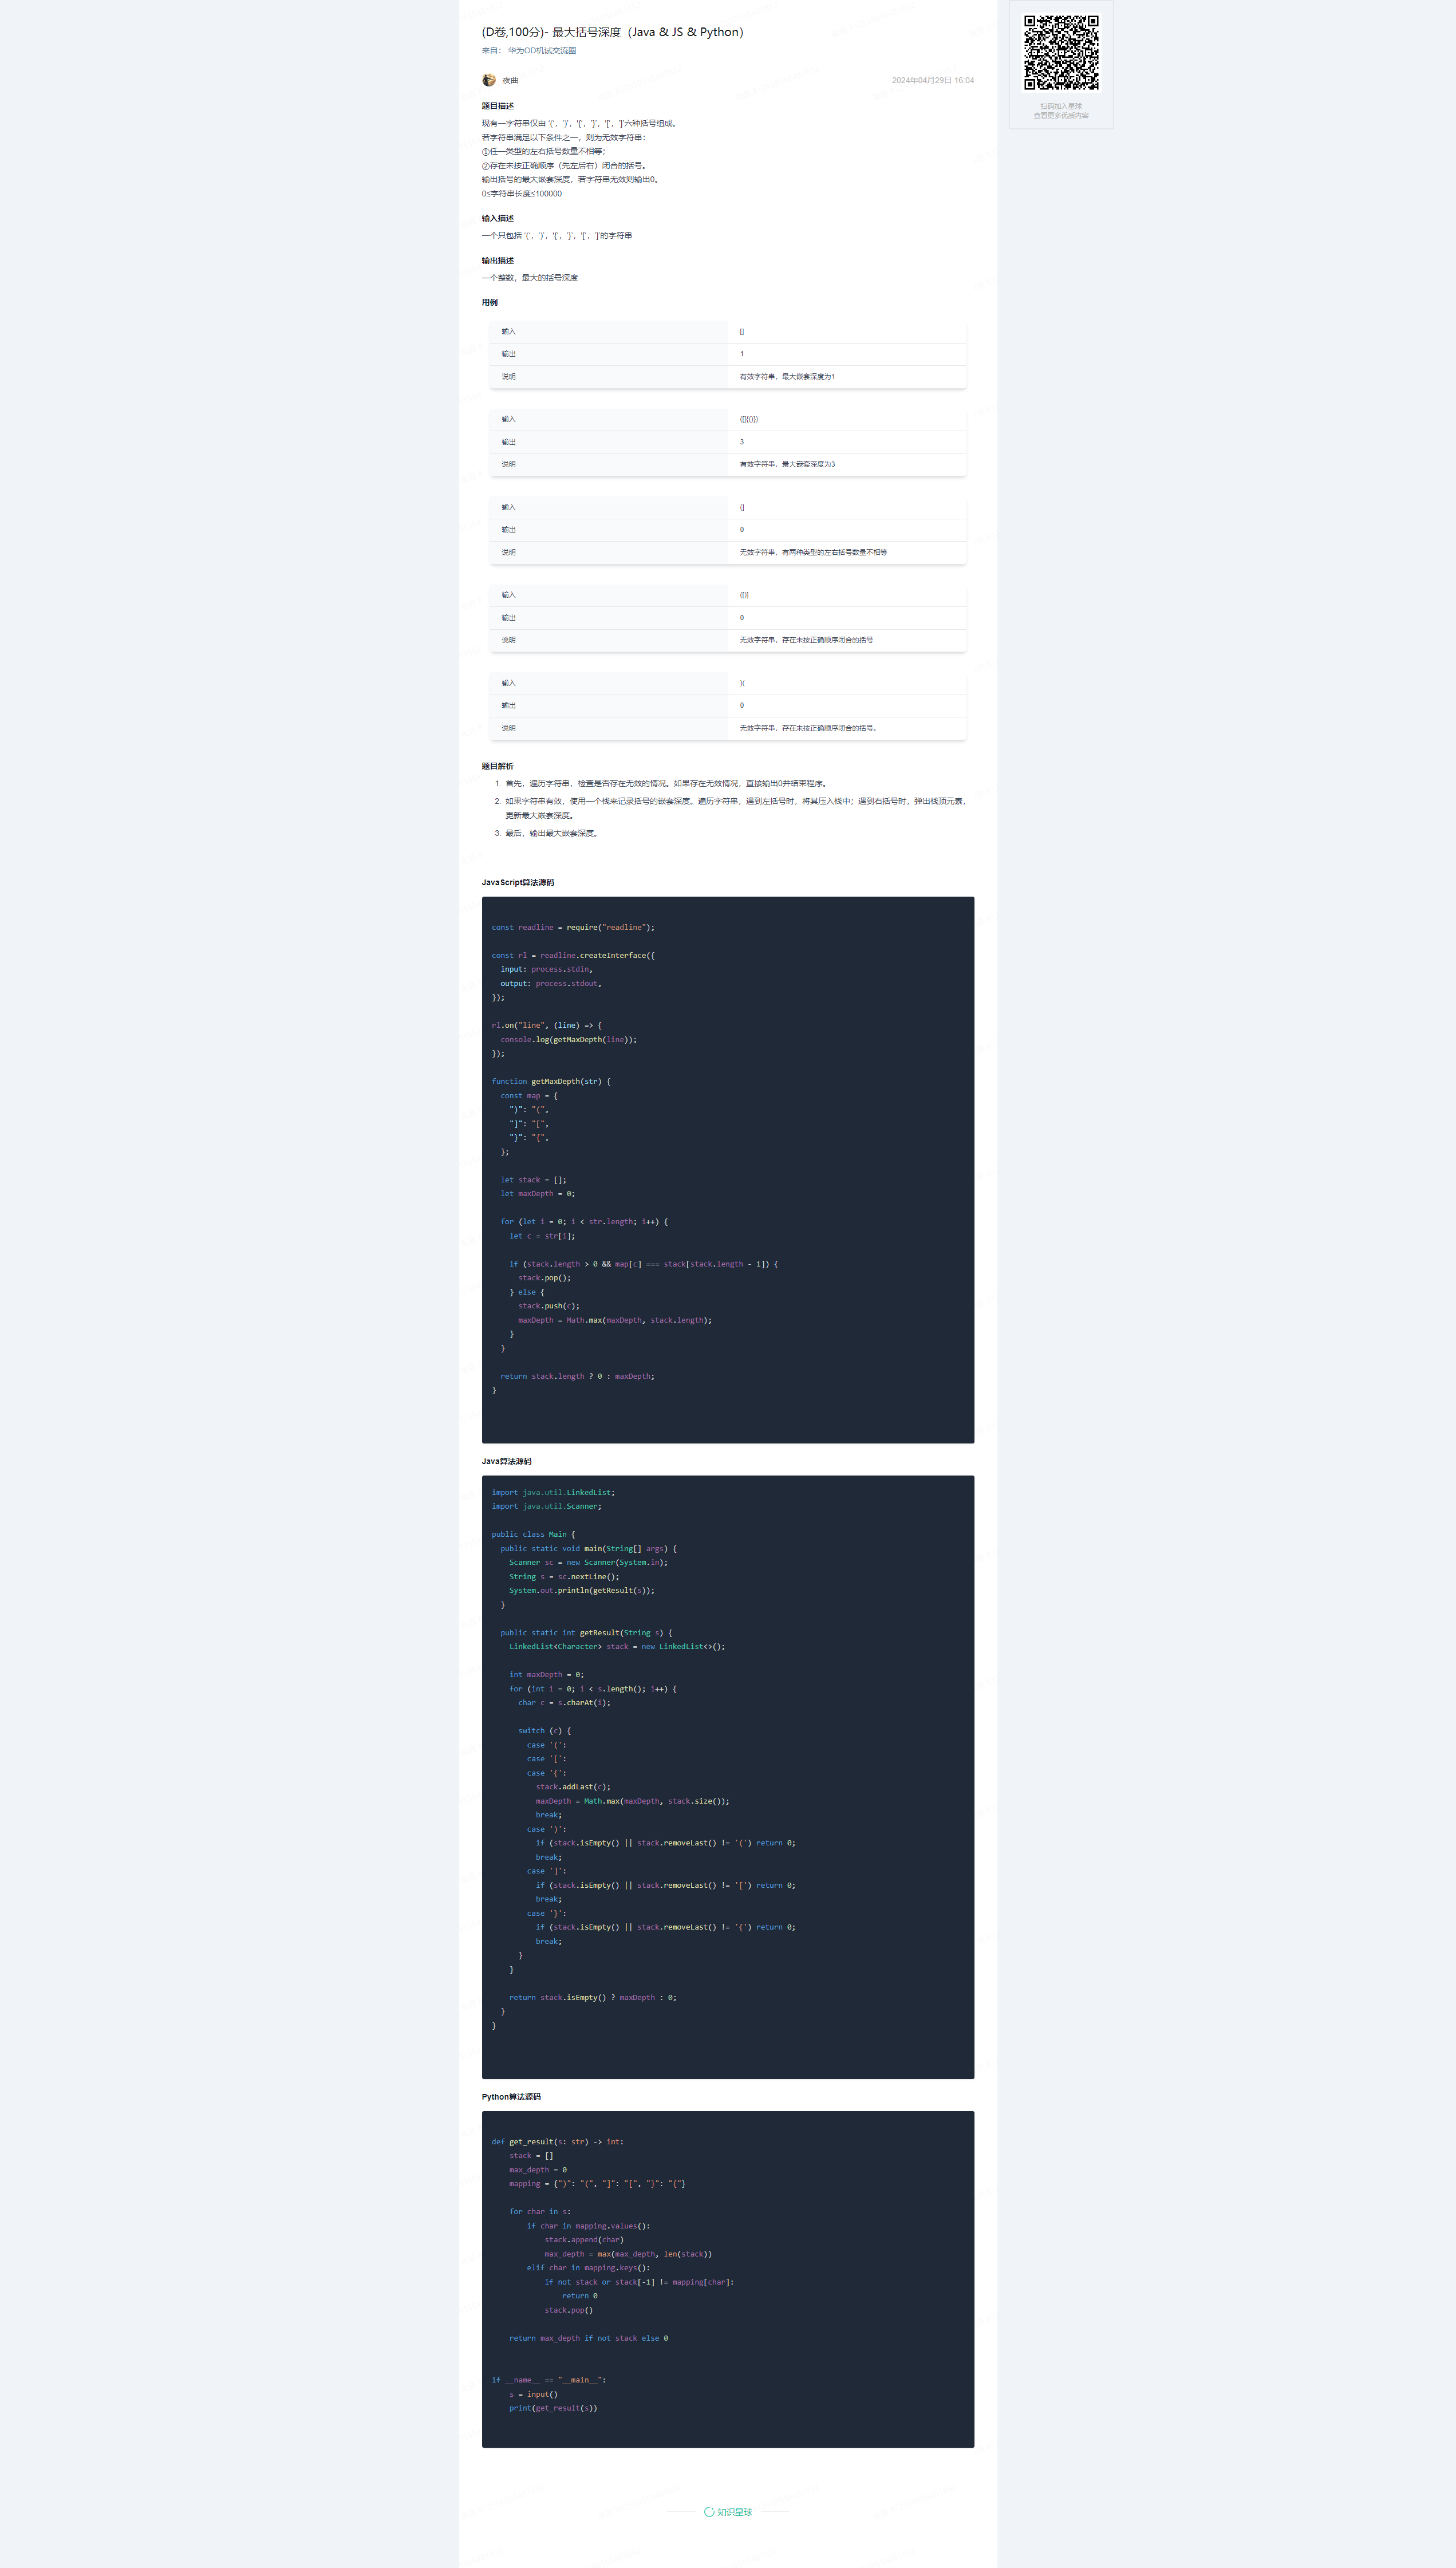 (D卷,100分)- 最大括号深度（Java & JS & Python）
来自： 华为OD机试交流圈
夜曲
2024年04月29日 16:04
扫码加入星球
查看更多优质内容
题目描述
现有一字符串仅由 '('，')'，'{'，'}'，'['，']'六种括号组成。
若字符串满足以下条件之一，则为无效字符串：
①任一类型的左右括号数量不相等；
②存在未按正确顺序（先左后右）闭合的括号。
输出括号的最大嵌套深度，若字符串无效则输出0。
0≤字符串长度≤100000
输入描述
一个只包括 '('，')'，'{'，'}'，'['，']'的字符串
输出描述
一个整数，最大的括号深度
用例
输入 []
输出 1
说明 有效字符串，最大嵌套深度为1
输入 ([]{()})
输出 3
说明 有效字符串，最大嵌套深度为3
输入 (]
输出 0
说明 无效字符串，有两种类型的左右括号数量不相等
输入 ([)]
输出 0
说明 无效字符串，存在未按正确顺序闭合的括号
输入 )(
输出 0
说明 无效字符串，存在未按正确顺序闭合的括号。
题目解析
1. 首先，遍历字符串，检查是否存在无效的情况。如果存在无效情况，直接输出0并结束程序。
2. 如果字符串有效，使用一个栈来记录括号的嵌套深度。遍历字符串，遇到左括号时，将其压入栈中；遇到右括号时，弹出栈顶元素，
更新最大嵌套深度。
3. 最后，输出最大嵌套深度。
JavaScript算法源码
const readline = require("readline");
const rl = readline.createInterface({
  input: process.stdin,
  output: process.stdout,
});
rl.on("line", (line) => {
  console.log(getMaxDepth(line));
});
function getMaxDepth(str) {
  const map = {
    ")": "(",
    "]": "[",
    "}": "{",
  };
  let stack = [];
  let maxDepth = 0;
  for (let i = 0; i < str.length; i++) {
    let c = str[i];
    if (stack.length > 0 && map[c] === stack[stack.length - 1]) {
      stack.pop();
    } else {
      stack.push(c);
      maxDepth = Math.max(maxDepth, stack.length);
    }
  }
  return stack.length ? 0 : maxDepth;
}
Java算法源码
import java.util.LinkedList;
import java.util.Scanner;
public class Main {
  public static void main(String[] args) {
    Scanner sc = new Scanner(System.in);
    String s = sc.nextLine();
    System.out.println(getResult(s));
  }
  public static int getResult(String s) {
    LinkedList<Character> stack = new LinkedList<>();
    int maxDepth = 0;
    for (int i = 0; i < s.length(); i++) {
      char c = s.charAt(i);
      switch (c) {
        case '(':
        case '[':
        case '{':
          stack.addLast(c);
          maxDepth = Math.max(maxDepth, stack.size());
          break;
        case ')':
          if (stack.isEmpty() || stack.removeLast() != '(') return 0;
          break;
        case ']':
          if (stack.isEmpty() || stack.removeLast() != '[') return 0;
          break;
        case '}':
          if (stack.isEmpty() || stack.removeLast() != '{') return 0;
          break;
      }
    }
    return stack.isEmpty() ? maxDepth : 0;
  }
}
Python算法源码
def get_result(s: str) -> int:
    stack = []
    max_depth = 0
    mapping = {")": "(", "]": "[", "}": "{"}
    for char in s:
        if char in mapping.values():
            stack.append(char)
            max_depth = max(max_depth, len(stack))
        elif char in mapping.keys():
            if not stack or stack[-1] != mapping[char]:
                return 0
            stack.pop()
    return max_depth if not stack else 0
if __name__ == "__main__":
    s = input()
    print(get_result(s))
知识星球